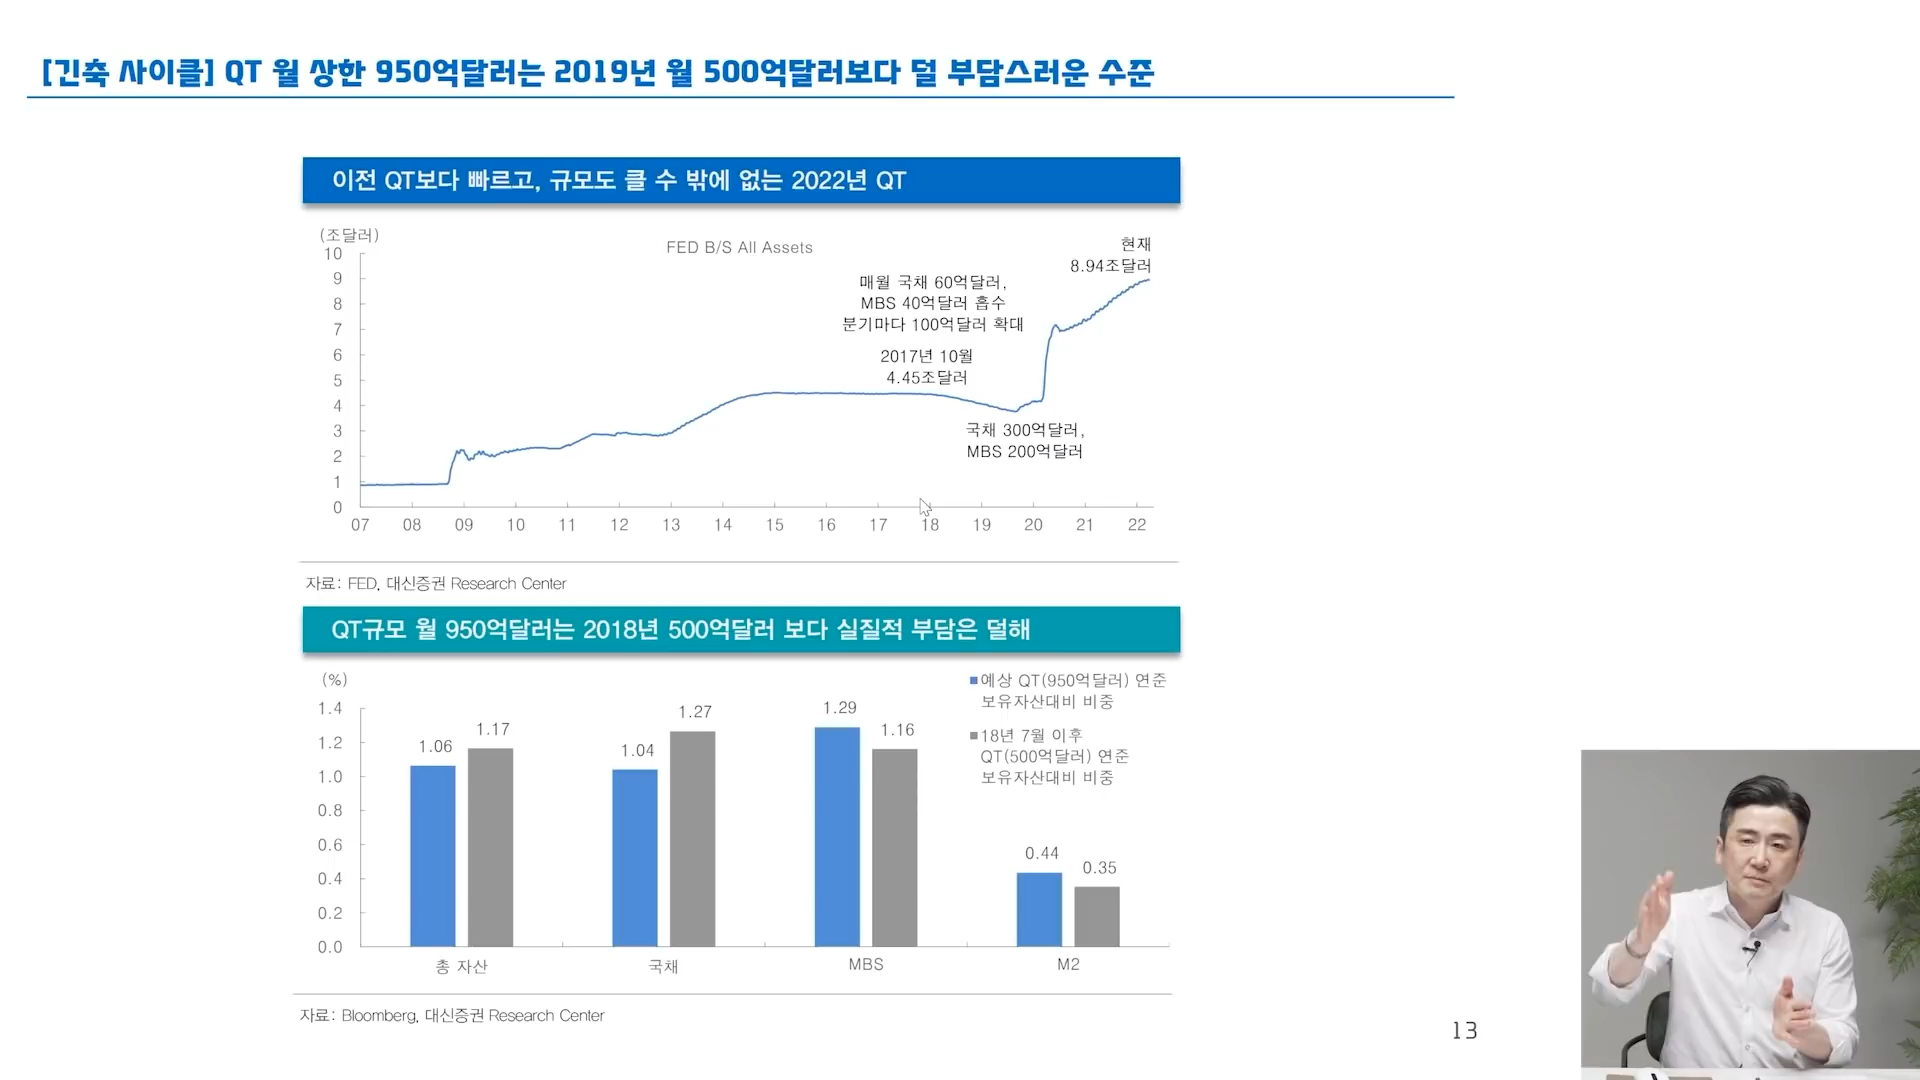 [긴축 사이클] QT 월 상한 950억달러는 2019년 월 500억달러보다 덜 부담스러운 수준
이전 QT보다 빠르고, 규모도 클 수 밖에 없는 2022년 QT
(조달러)
FED B/S All Assets
현재
8.94조달러
매월 국채 60억달러,
MBS 40억달러 흡수
분기마다 100억달러 확대
2017년 10월
4.45조달러
국채 300억달러,
MBS 200억달러
10
9
8
7
6
5
4
3
2
1
0
07 08 09 10 11 12 13 14 15 16 17 18 19 20 21 22
자료: FED, 대신증권 Research Center
QT규모 월 950억달러는 2018년 500억달러 보다 실질적 부담은 덜해
(%)
예상 QT(950억달러) 연준
보유자산대비 비중
18년 7월 이후
QT(500억달러) 연준
보유자산대비 비중
1.4
1.2
1.0
0.8
0.6
0.4
0.2
0.0
1.06 1.17 1.04 1.27 1.29 1.16 0.44 0.35
총 자산 국채 MBS M2
자료: Bloomberg, 대신증권 Research Center
13